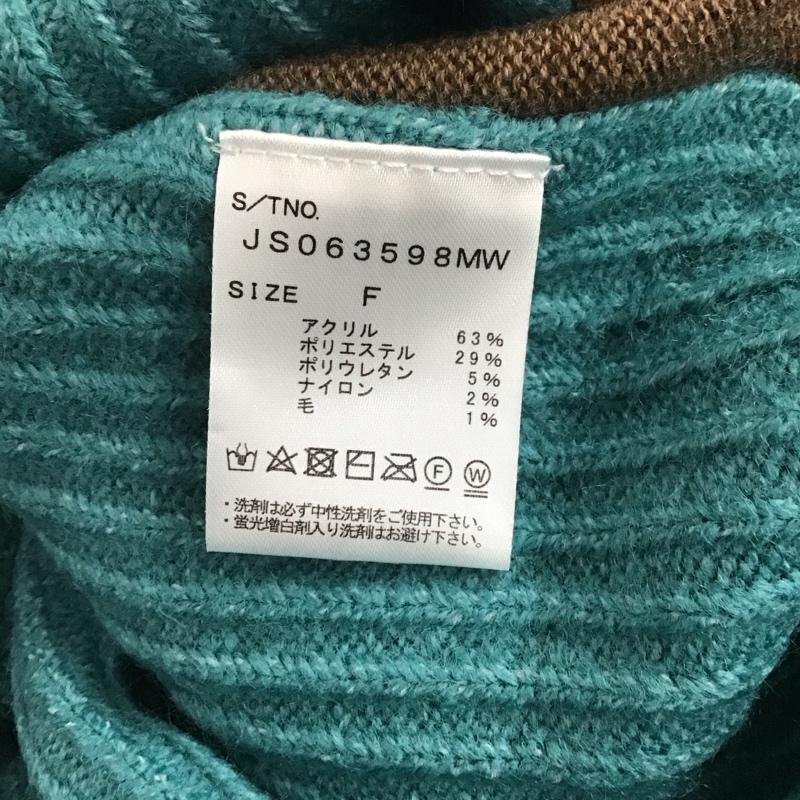 S/TNO.
JS063598MW
SIZE F
アクリル 63%
ポリエステル 29%
ポリウレタン 5%
ナイロン 2%
毛 1%
F W
・洗剤は必ず中性洗剤をご使用下さい。
・蛍光増白剤入り洗剤はお避け下さい。